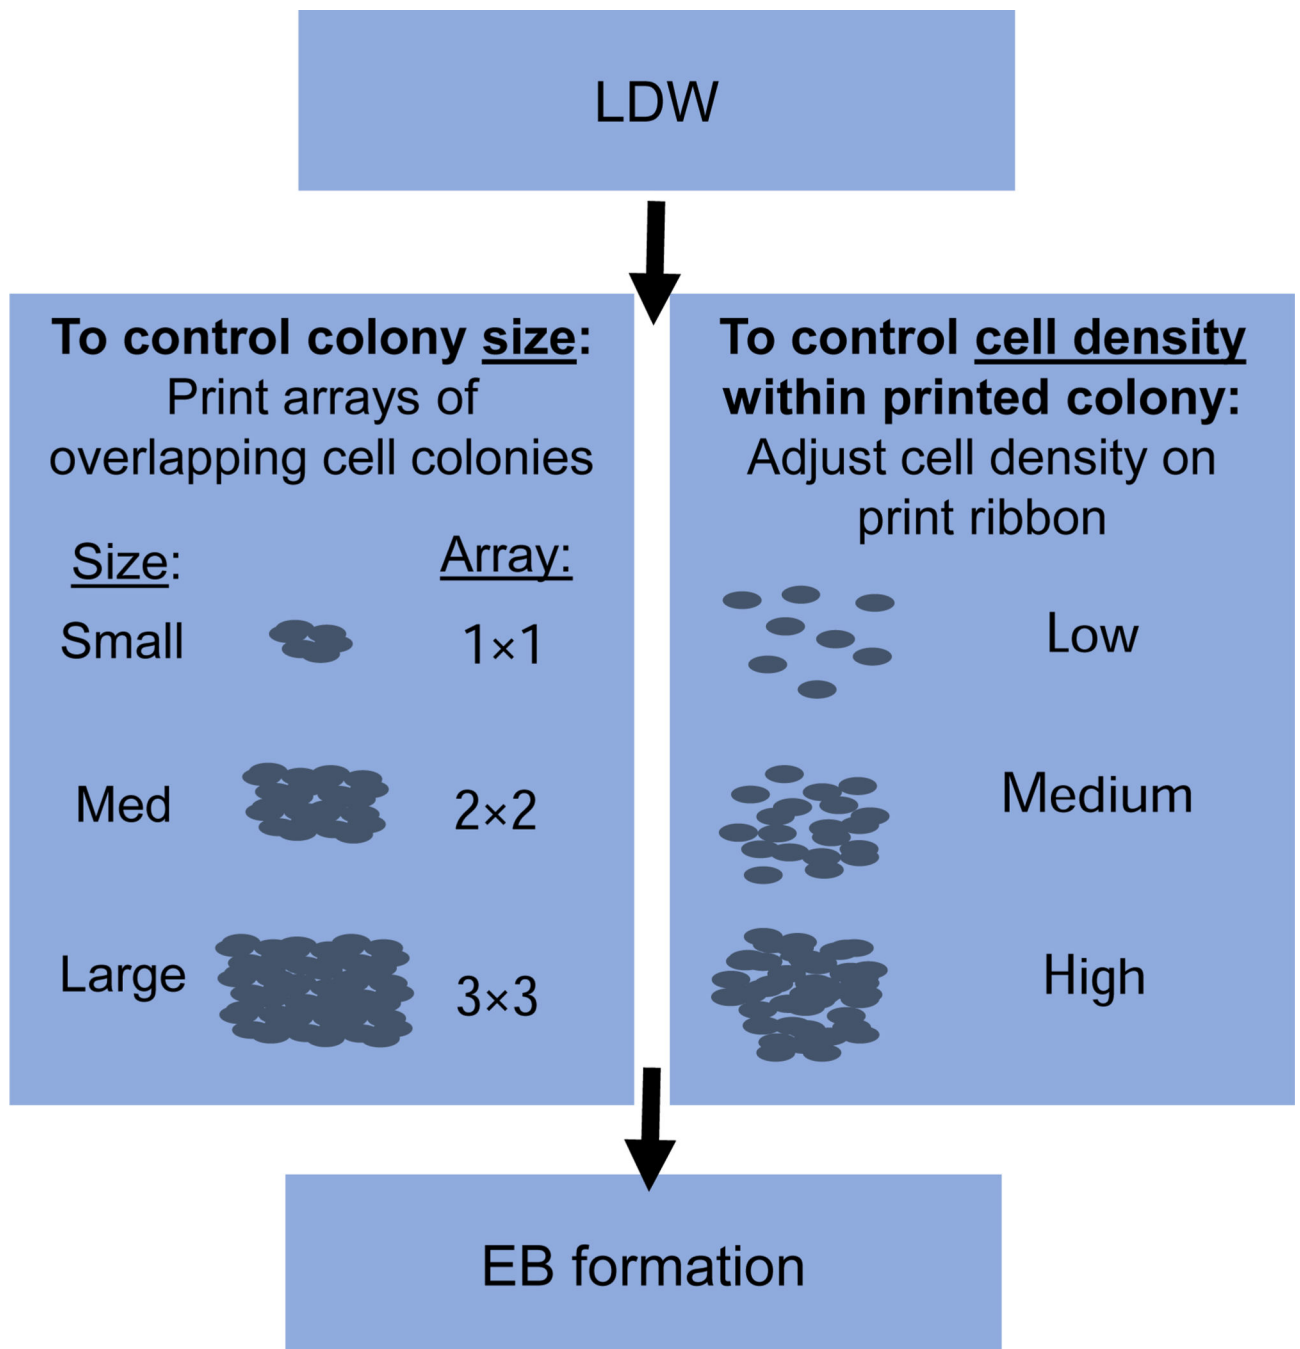 LDW
To control colony size:
Print arrays of
overlapping cell colonies
Size:
Array:
Small
1×1
Med
2×2
Large
3×3
To control cell density
within printed colony:
Adjust cell density on
print ribbon
Low
Medium
High
EB formation